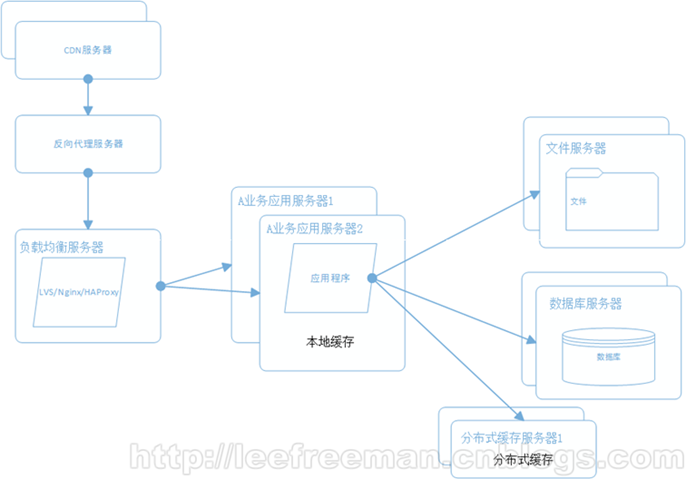 CDN服务器
反向代理服务器
负载均衡服务器
LVS/Nginx/HAProxy
A业务应用服务器1
A业务应用服务器2
应用程序
本地缓存
文件服务器
文件
数据库服务器
数据库
分布式缓存服务器1
分布式缓存
http://leefreeman.cnblogs.com